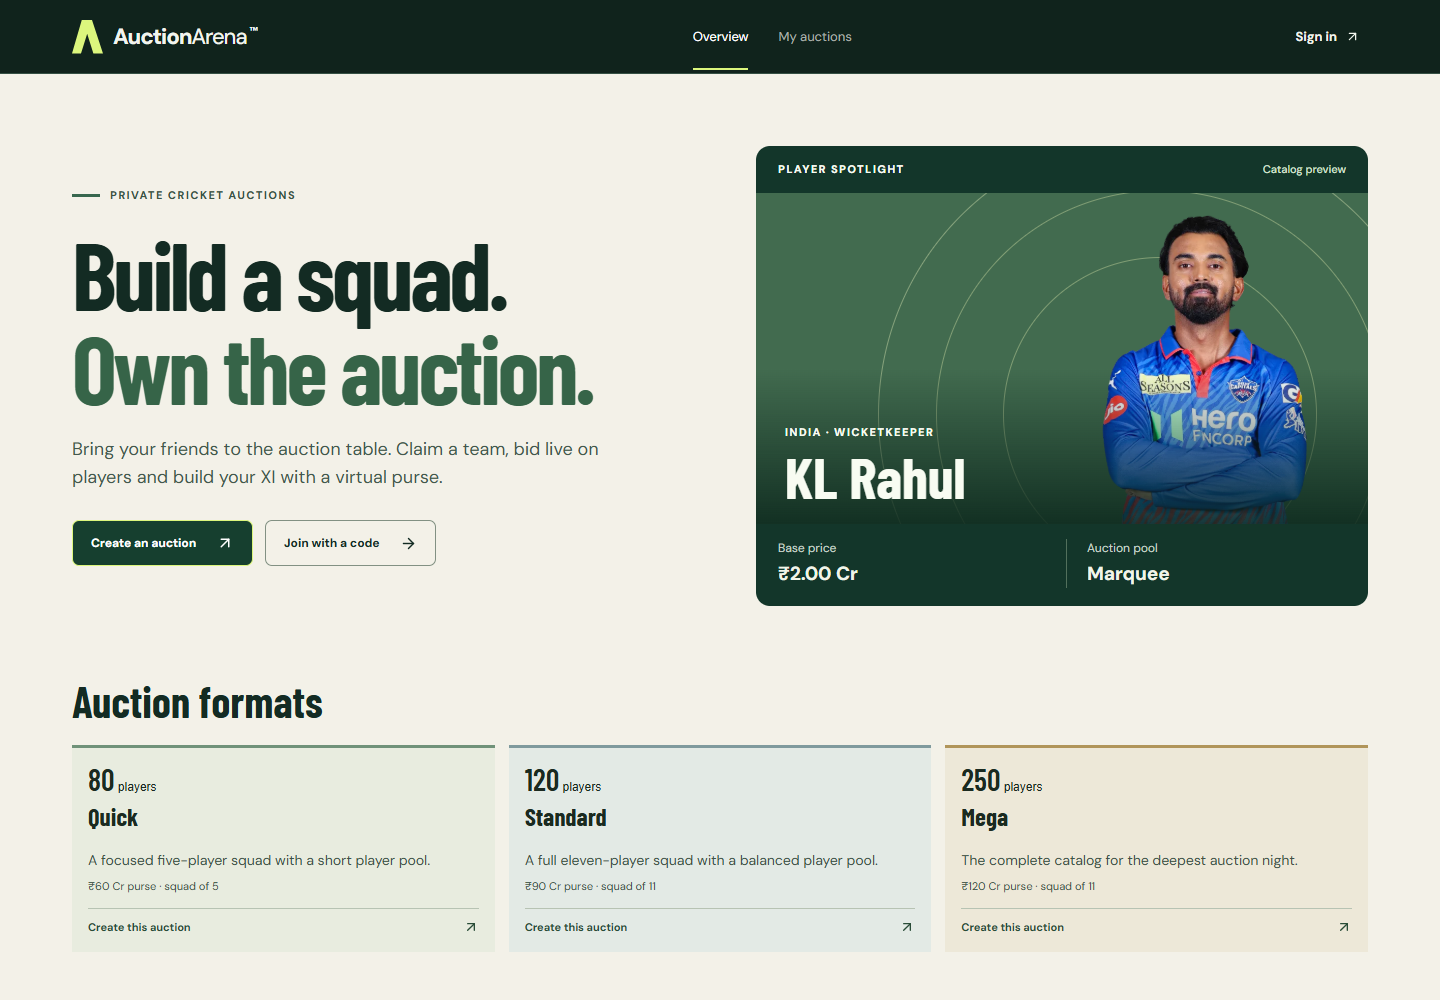 AuctionArena™
Overview
My auctions
Sign in
PRIVATE CRICKET AUCTIONS
Build a squad.
Own the auction.
Bring your friends to the auction table. Claim a team, bid live on
players and build your XI with a virtual purse.
Create an auction
Join with a code
PLAYER SPOTLIGHT
Catalog preview
ALL
SEASONS
CAPITALS
Jio
Hero
FNCORP
INDIA · WICKETKEEPER
KL Rahul
Base price
₹2.00 Cr
Auction pool
Marquee
Auction formats
80 players
Quick
A focused five-player squad with a short player pool.
₹60 Cr purse · squad of 5
Create this auction
120 players
Standard
A full eleven-player squad with a balanced player pool.
₹90 Cr purse · squad of 11
Create this auction
250 players
Mega
The complete catalog for the deepest auction night.
₹120 Cr purse · squad of 11
Create this auction